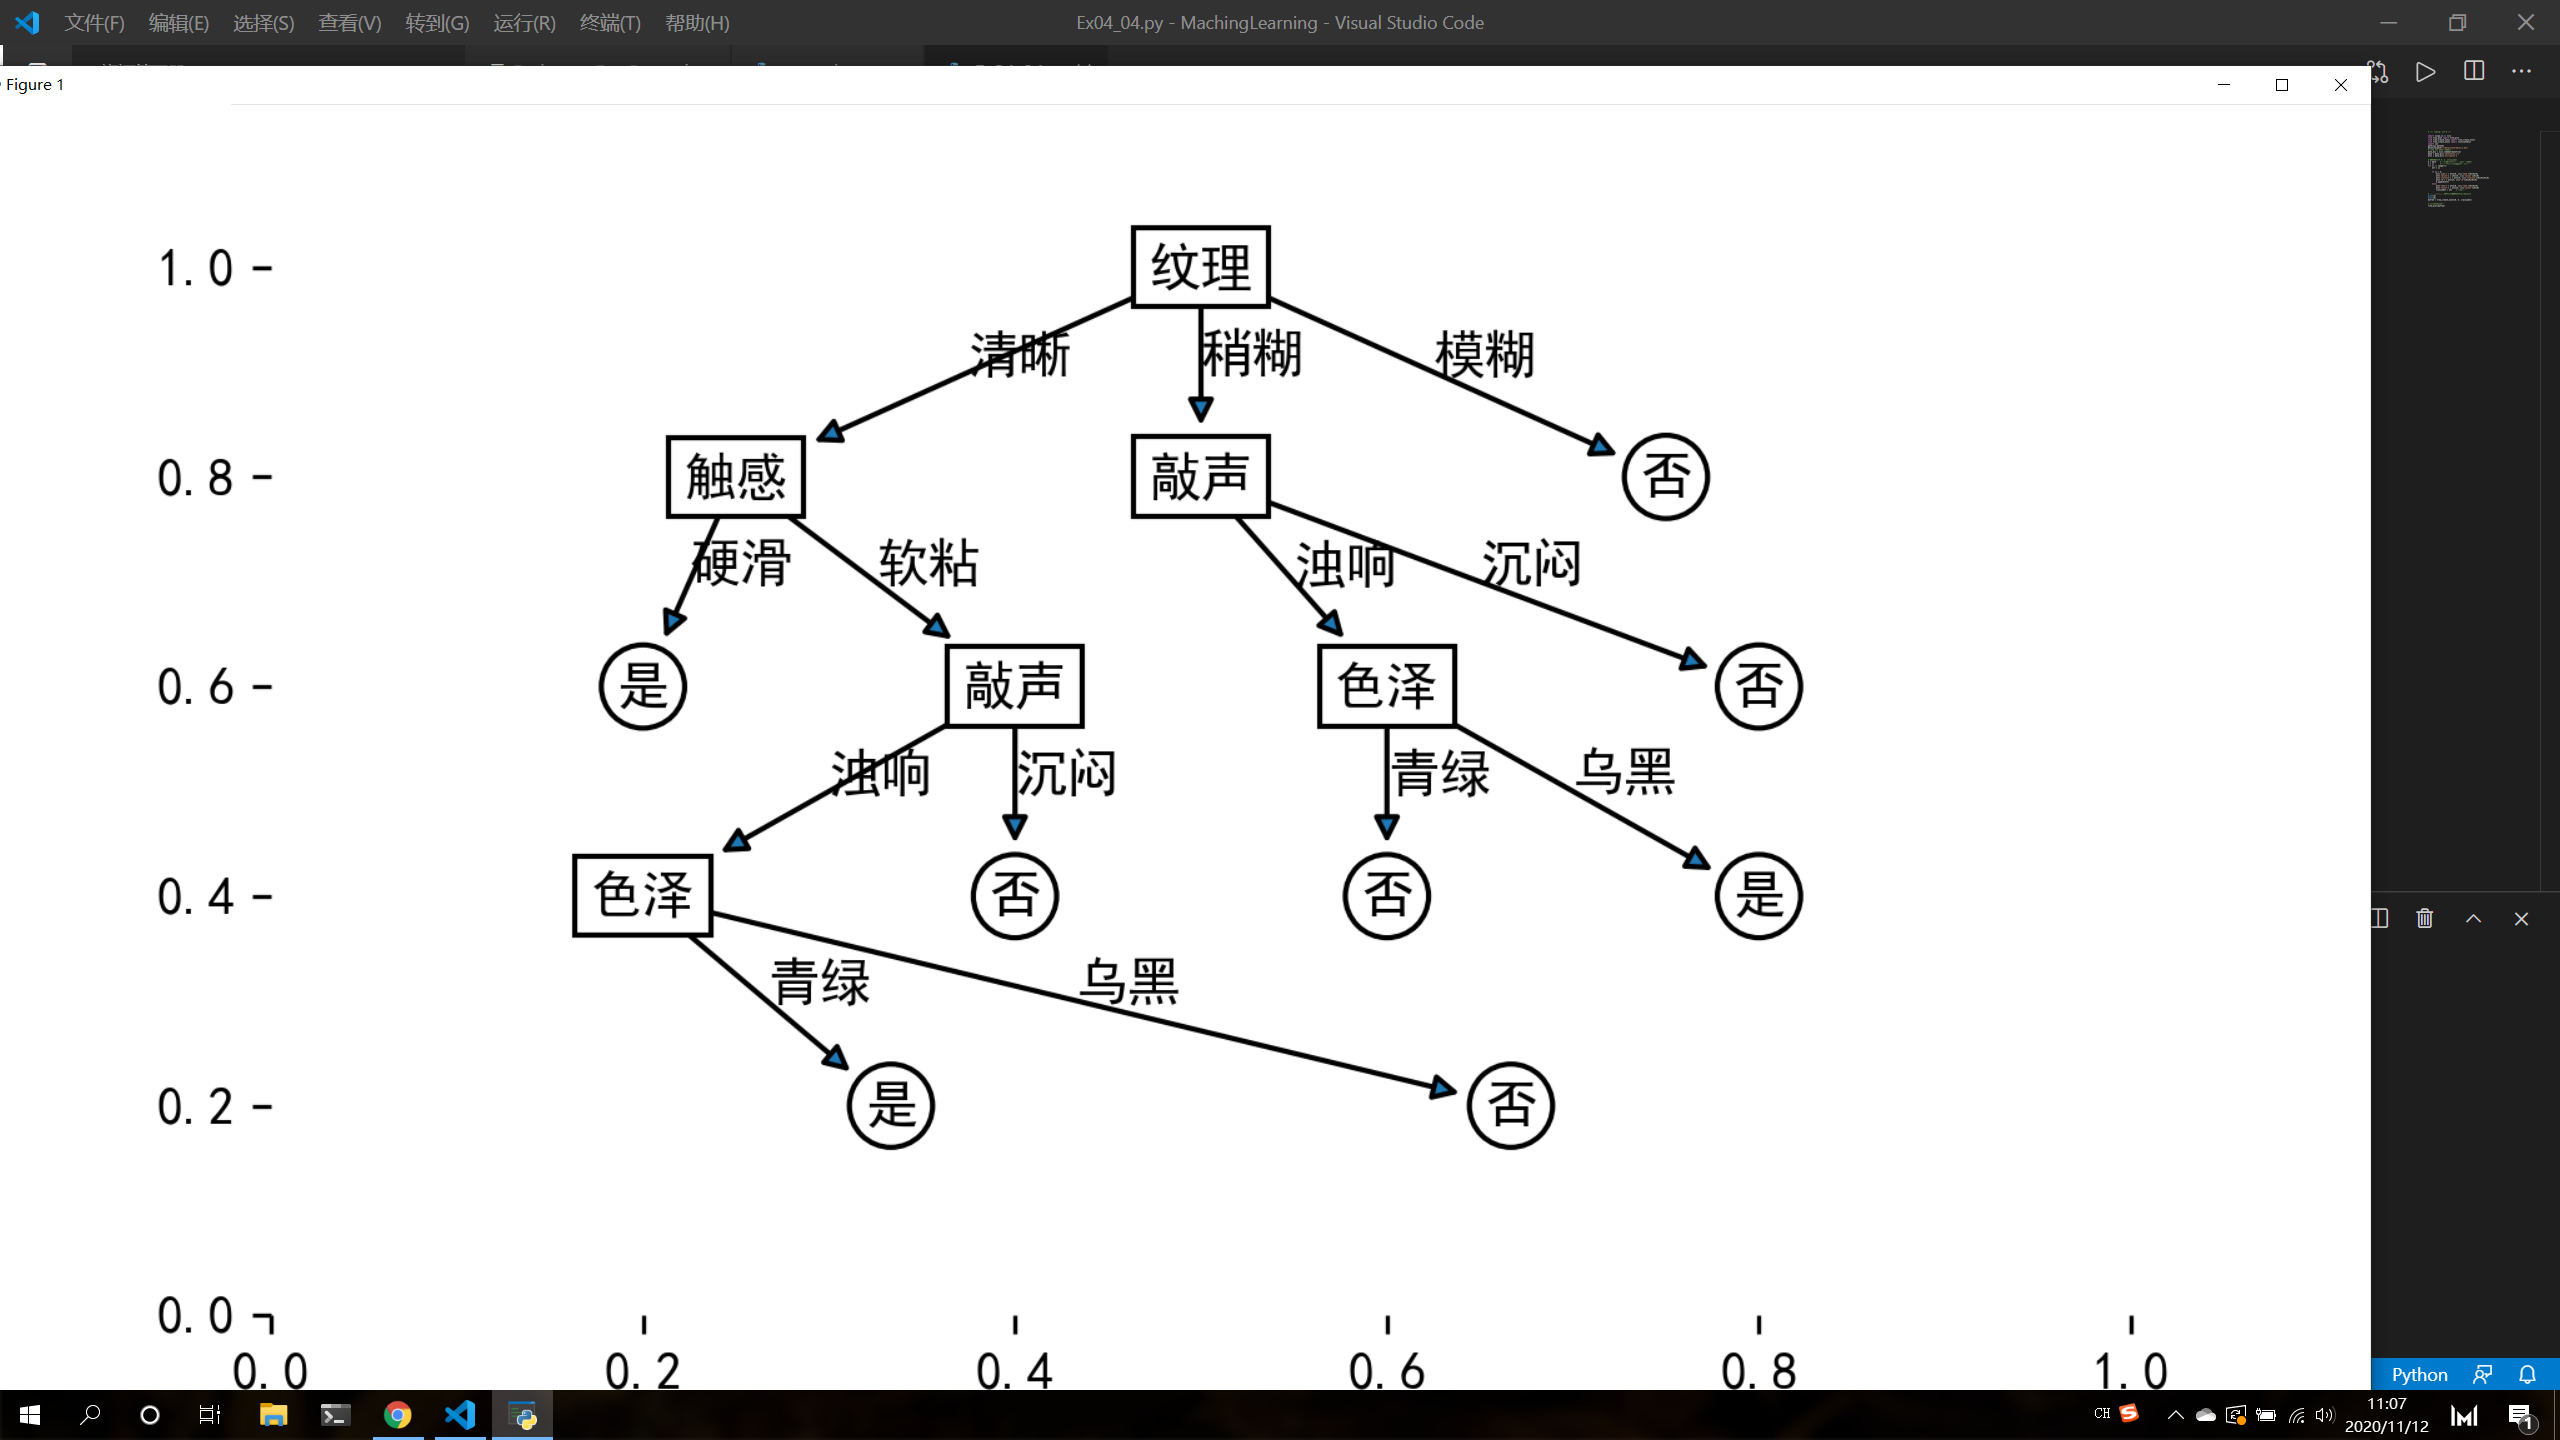 文件(F) 编辑(E) 选择(S) 查看(V) 转到(G) 运行(R) 终端(T) 帮助(H) Ex04_04.py - MachingLearning - Visual Studio Code
Figure 1
1.0
纹理
清晰 稍糊 模糊
0.8
触感 敲声 否
硬滑 软粘 浊响 沉闷
0.6
是 敲声 色泽 否
浊响 沉闷 青绿 乌黑
0.4
色泽 否 否 是
青绿 乌黑
0.2
是 否
0.0
0.0 0.2 0.4 0.6 0.8 1.0
Python
CH
11:07
2020/11/12
1